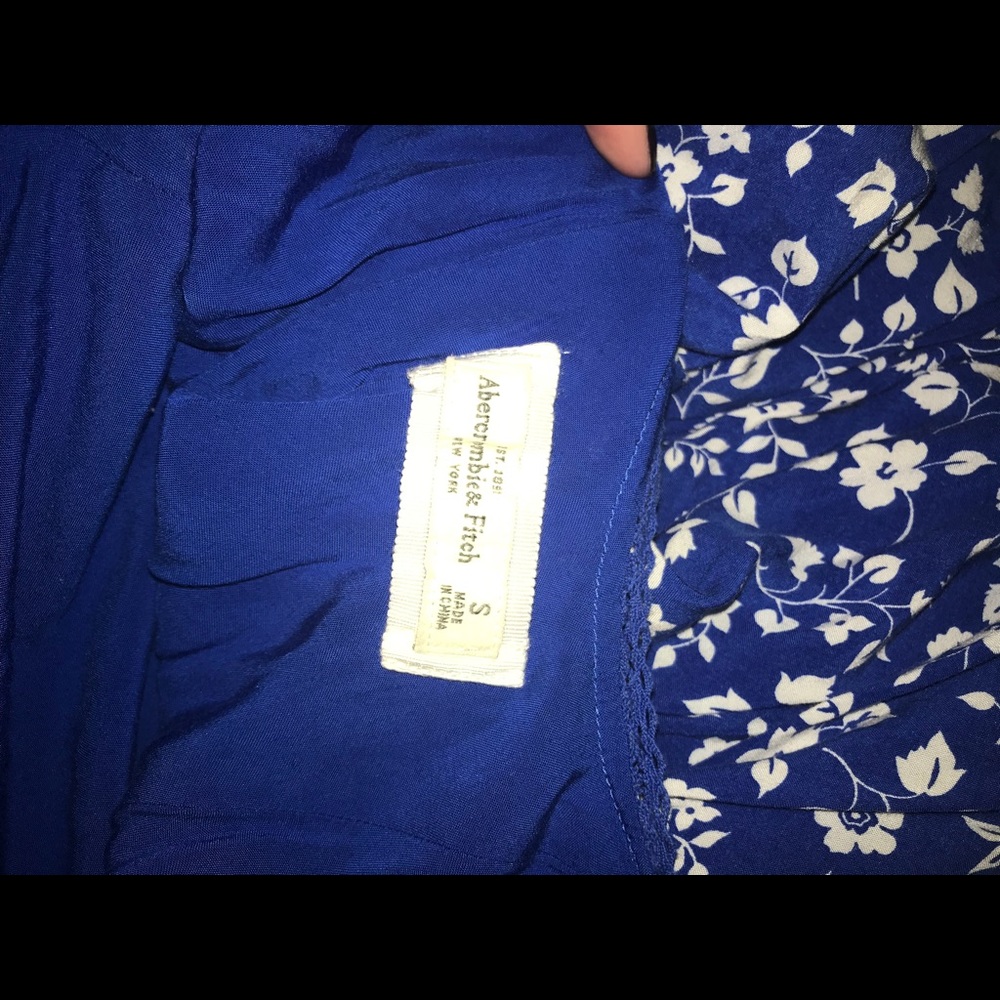 EST. 1892
Abercrombie & Fitch
NEW YORK
S
MADE
IN CHINA